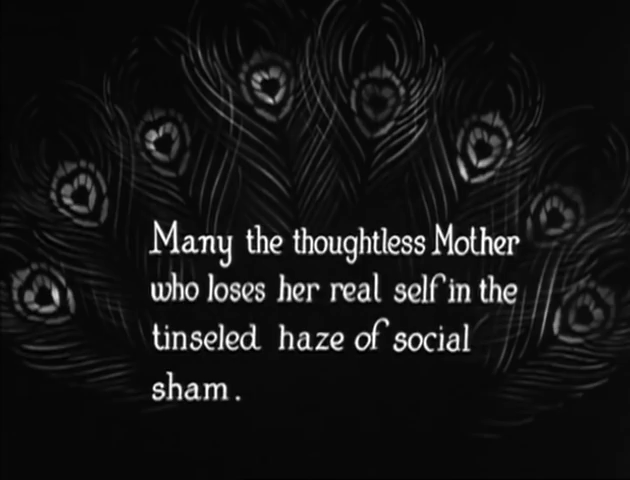 Many the thoughtless Mother
who loses her real self in the
tinseled haze of social
sham.